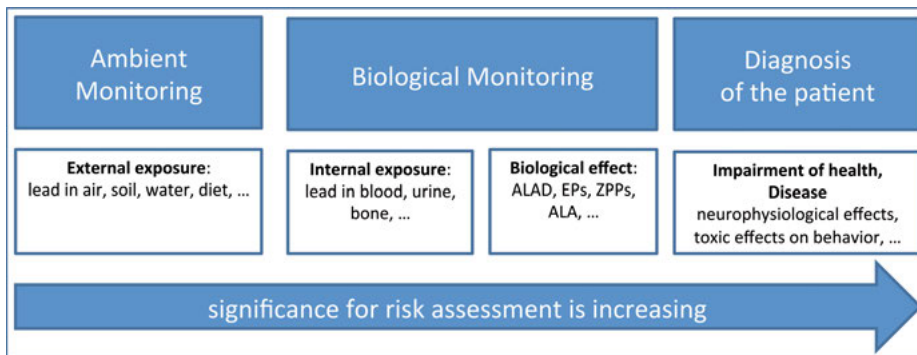 Ambient
Monitoring
Biological Monitoring
Diagnosis
of the patient
External exposure:
lead in air, soil, water, diet, ...
Internal exposure:
lead in blood, urine,
bone, ...
Biological effect:
ALAD, EPs, ZPPs,
ALA, ...
Impairment of health,
Disease
neurophysiological effects,
toxic effects on behavior, ...
significance for risk assessment is increasing